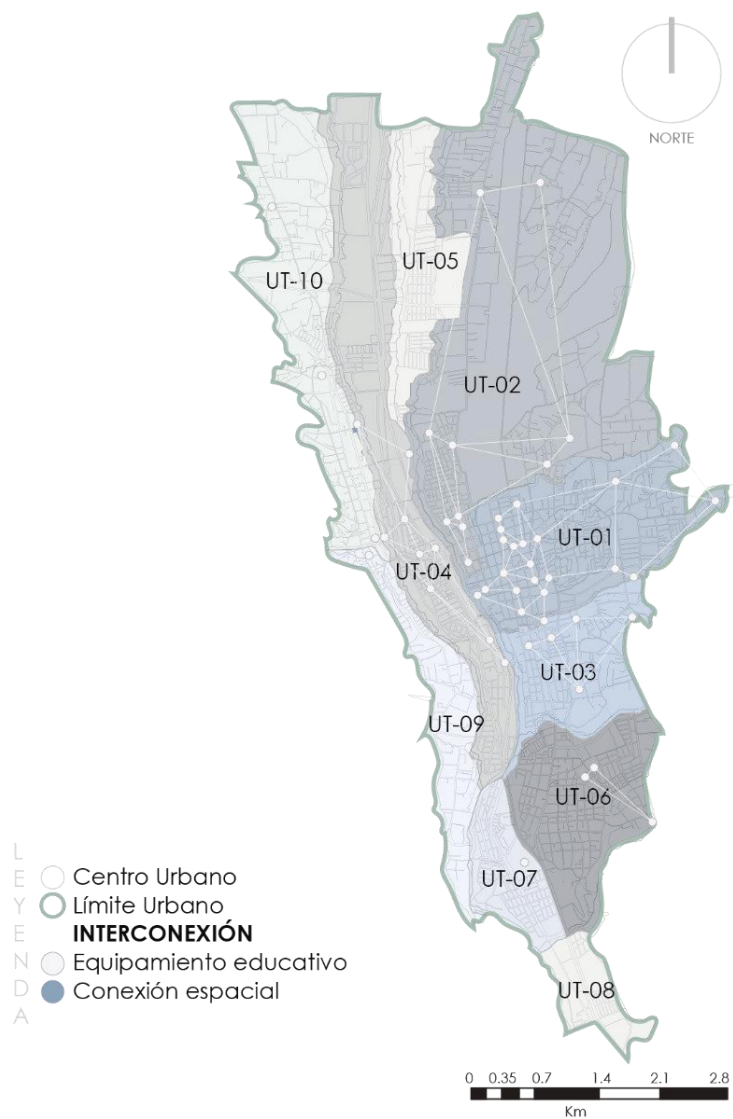 NORTE
UT-05
UT-10
UT-02
UT-01
UT-04
UT-03
UT-09
UT-06
UT-07
UT-08
LEYENDA
Centro Urbano
Límite Urbano
INTERCONEXIÓN
Equipamiento educativo
Conexión espacial
0 0.35 0.7 1.4 2.1 2.8
Km